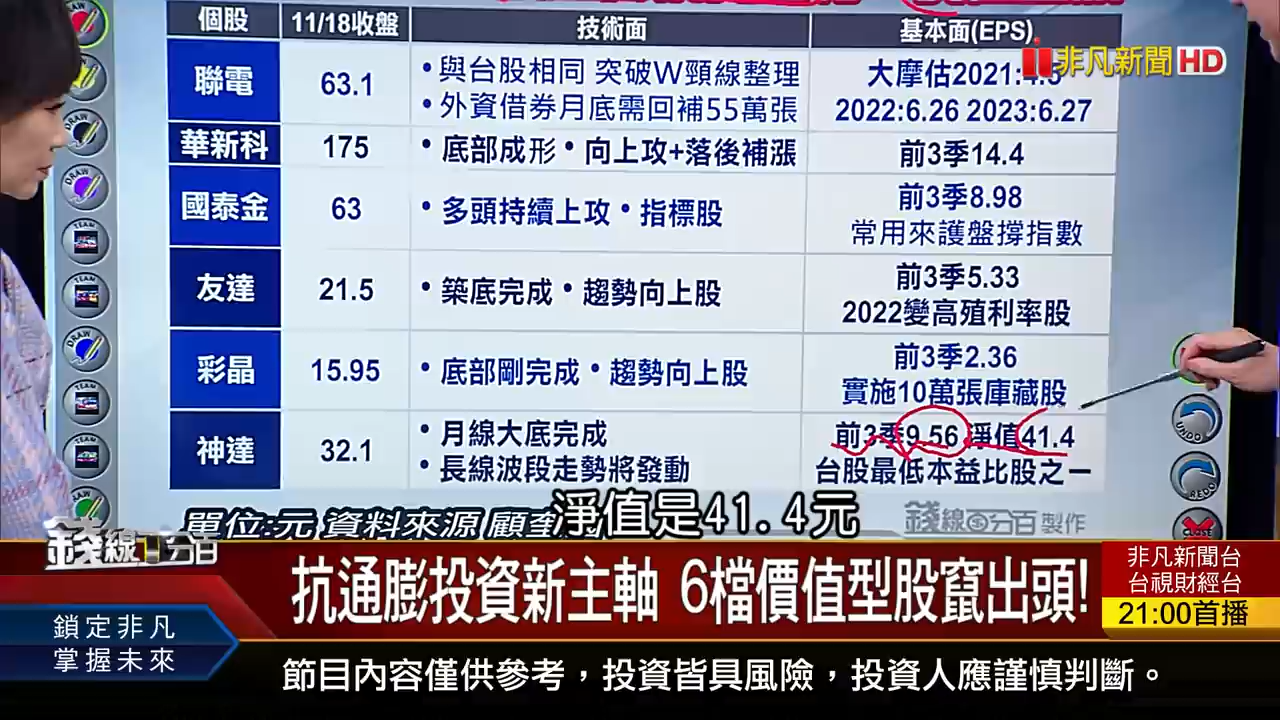 個股 11/18收盤 技術面 基本面(EPS)
非凡新聞HD
聯電 63.1 •與台股相同 突破W頸線整理 大摩估2021:4.
•外資借券月底需回補55萬張 2022:6.26 2023:6.27
華新科 175 •底部成形•向上攻+落後補漲 前3季14.4
國泰金 63 •多頭持續上攻•指標股 前3季8.98
常用來護盤撐指數
友達 21.5 •築底完成•趨勢向上股 前3季5.33
2022變高殖利率股
彩晶 15.95 •底部剛完成•趨勢向上股 前3季2.36
實施10萬張庫藏股
神達 32.1 •月線大底完成 前3季9.56 淨值41.4
•長線波段走勢將發動 台股最低本益比股之一
單位:元 資料來源 顧
淨值是41.4元
錢線百分百製作
DRAW
DRAW
DRAW
DRAW
TEAM
TEAM
DRAW
TEAM
TEAM
DRAW
UNDO
REDO
CLOSE
錢線百分百
抗通膨投資新主軸 6檔價值型股竄出頭!
非凡新聞台
台視財經台
21:00首播
鎖定非凡
掌握未來
節目內容僅供參考，投資皆具風險，投資人應謹慎判斷。